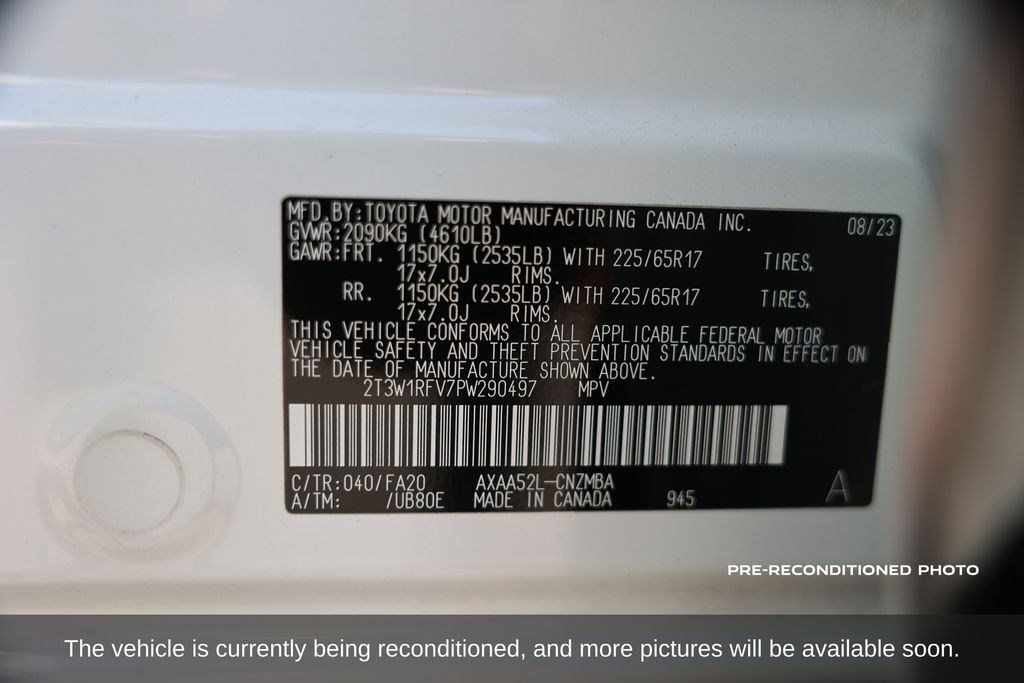 MFD.BY:TOYOTA MOTOR MANUFACTURING CANADA INC. 08/23
GVWR:2090KG (4610LB)
GAWR:FRT. 1150KG (2535LB) WITH 225/65R17 TIRES,
17x7.0J RIMS.
RR. 1150KG (2535LB) WITH 225/65R17 TIRES,
17x7.0J RIMS.
THIS VEHICLE CONFORMS TO ALL APPLICABLE FEDERAL MOTOR
VEHICLE SAFETY AND THEFT PREVENTION STANDARDS IN EFFECT ON
THE DATE OF MANUFACTURE SHOWN ABOVE.
2T3W1RFV7PW290497 MPV
C/TR:040/FA20 AXAA52L-CNZMBA
A/TM: /UB80E MADE IN CANADA 945 A
PRE-RECONDITIONED PHOTO
The vehicle is currently being reconditioned, and more pictures will be available soon.